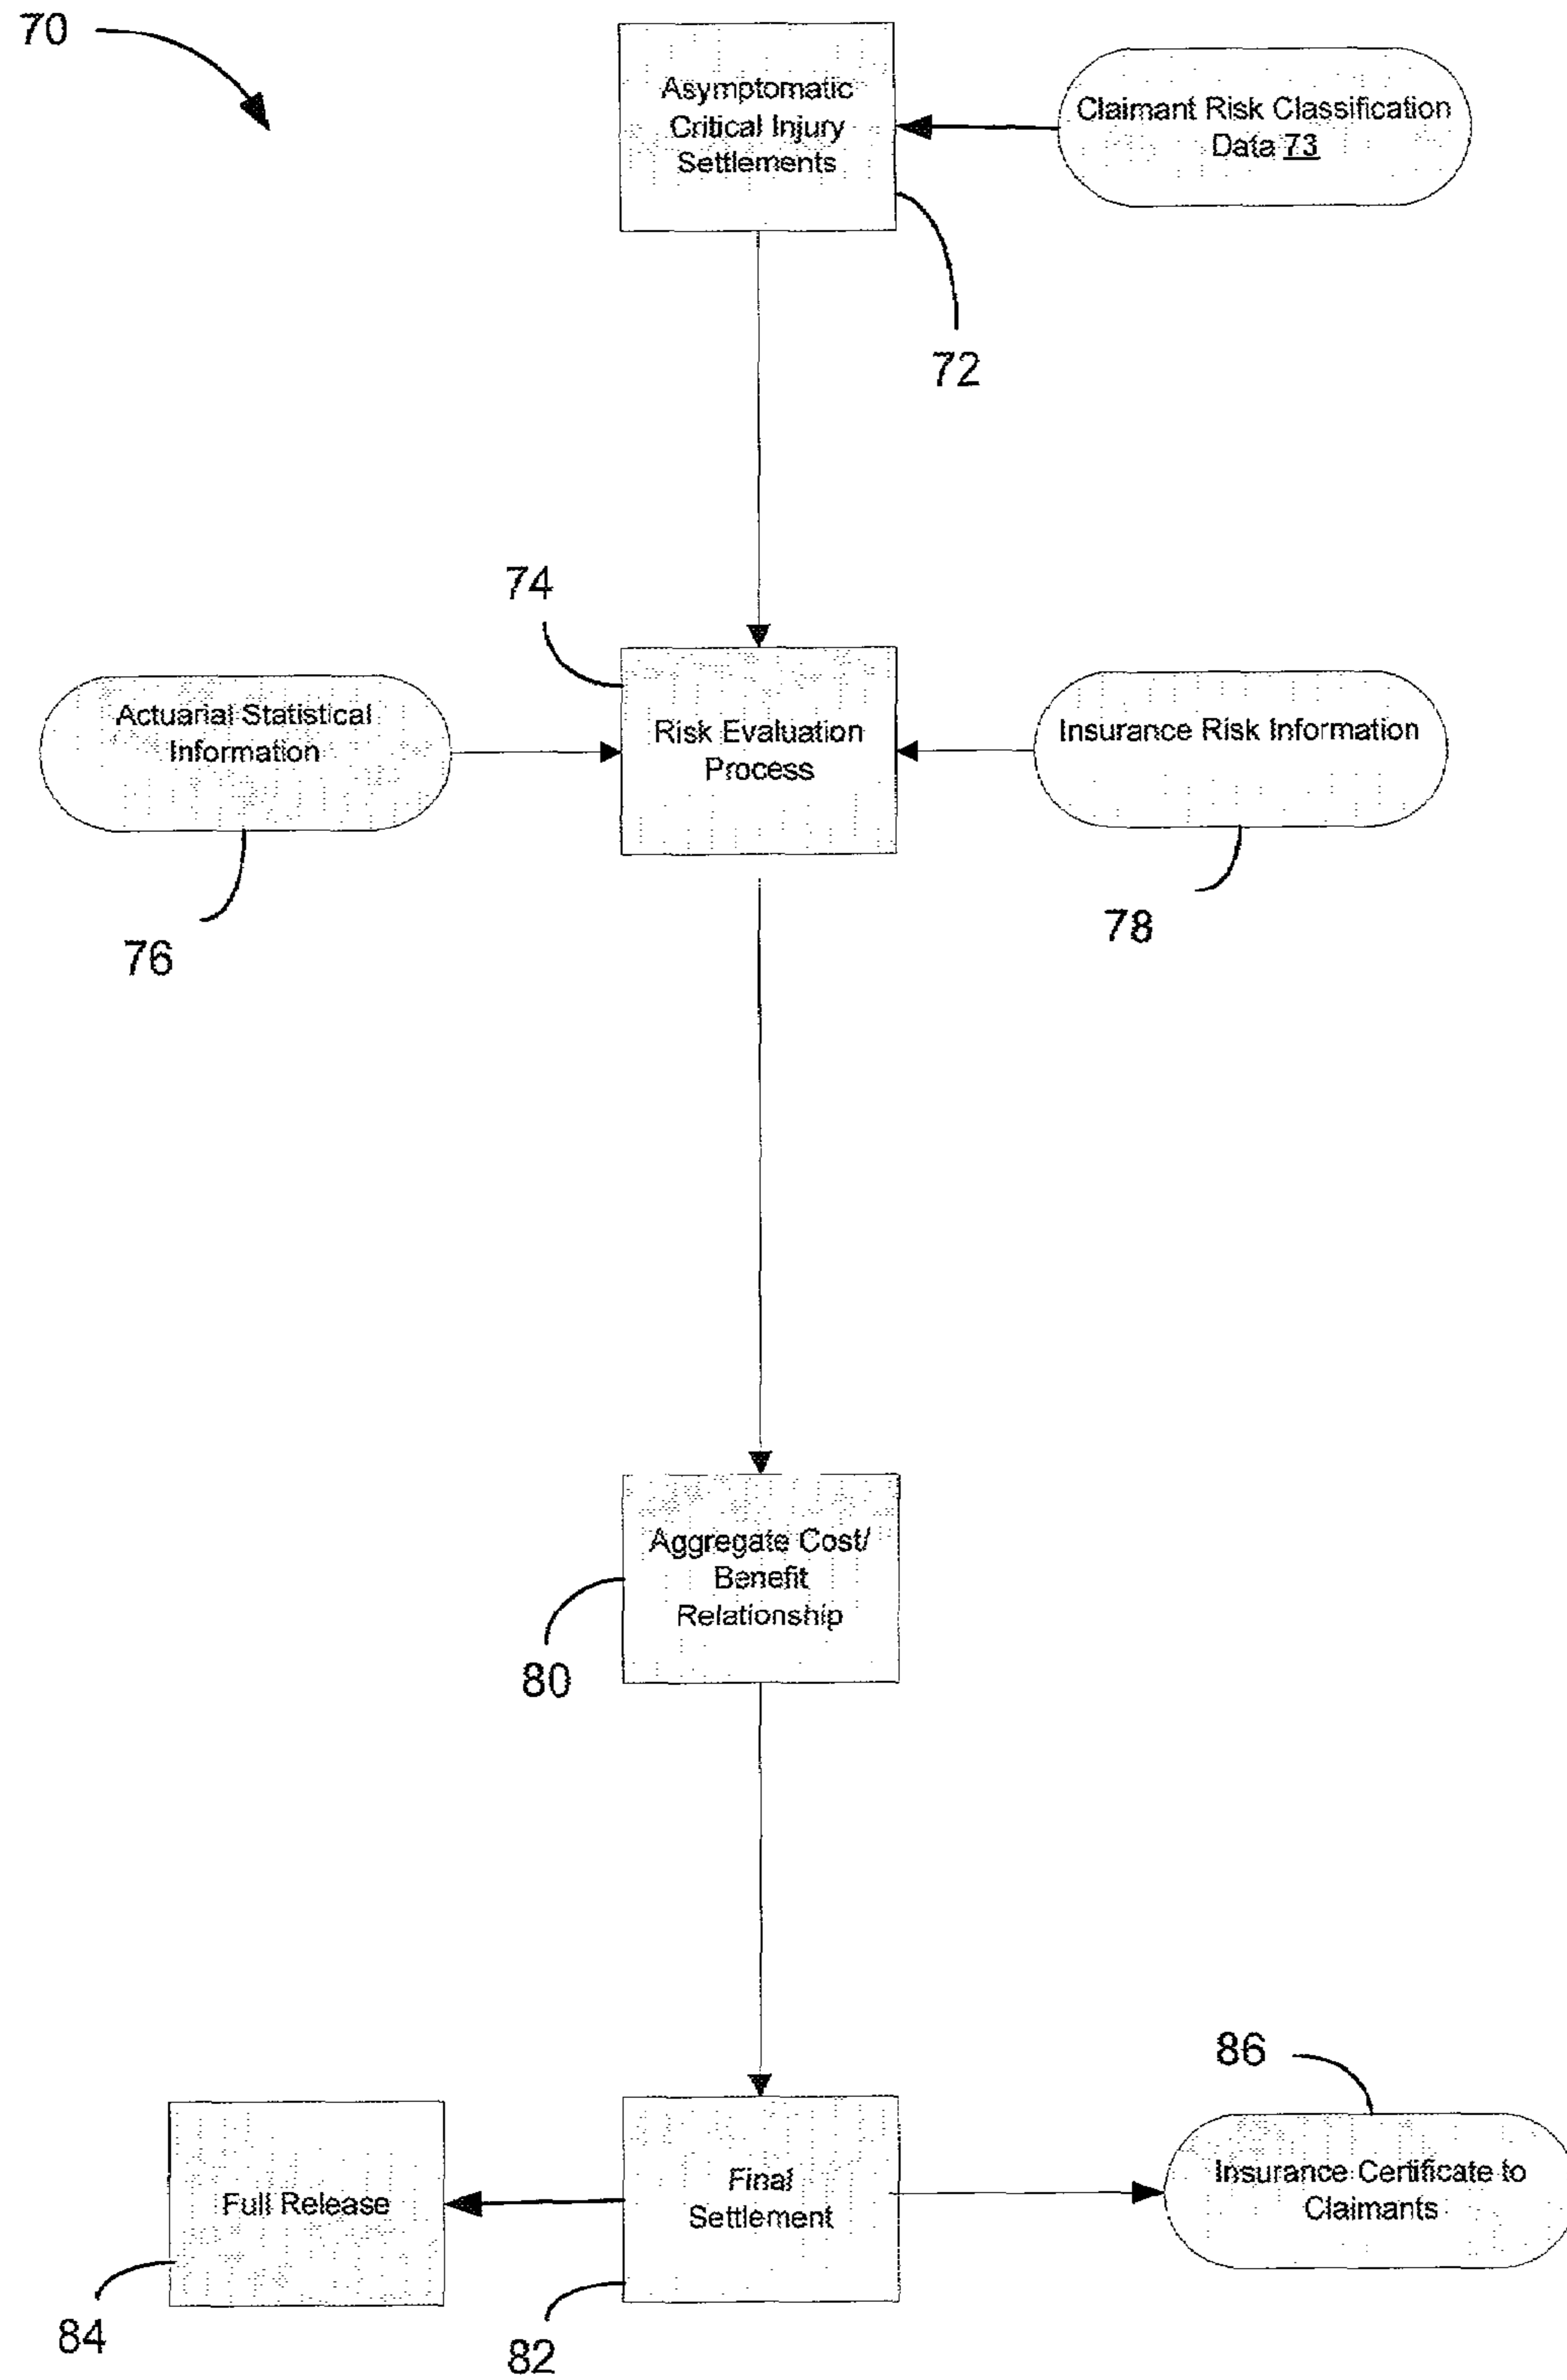 70
Asymptomatic
Critical Injury
Settlements
Claimant Risk Classification
Data 73
72
74
Actuarial Statistical
Information
Risk Evaluation
Process
Insurance Risk Information
76
78
Aggregate Cost/
Benefit
Relationship
80
86
Full Release
Final
Settlement
Insurance Certificate to
Claimants
84
82